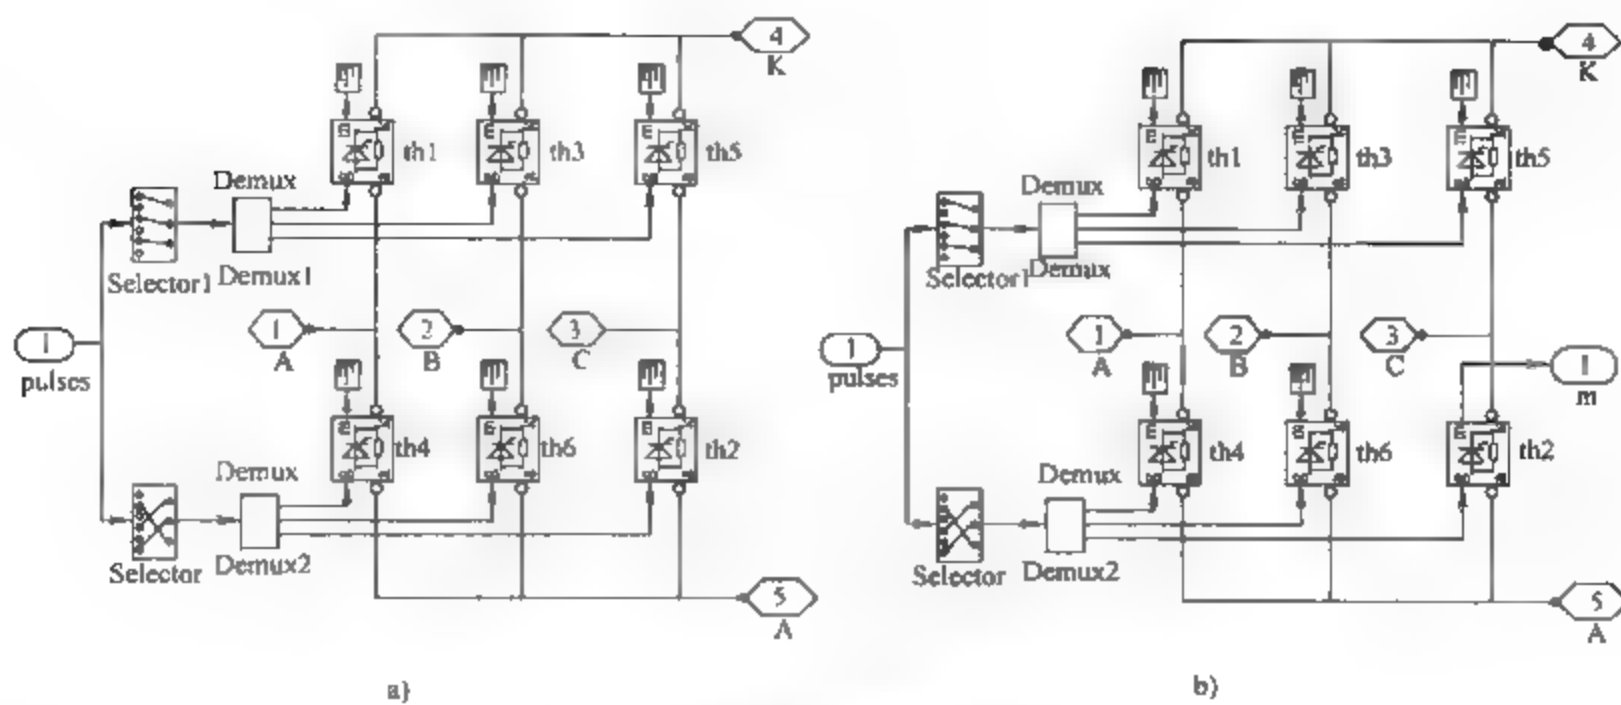 4
K
m
th1
m
th3
m
th5
Demux
Selector1
Demux1
1
A
2
B
3
C
1
pulses
m
th4
m
th6
m
th2
Demux
Selector
Demux2
5
A
a)
4
K
m
th1
m
th3
m
th5
Demux
Selector1
Demux
1
A
2
B
3
C
1
pulses
1
m
m
th4
m
th6
m
th2
Demux
Selector
Demux2
5
A
b)